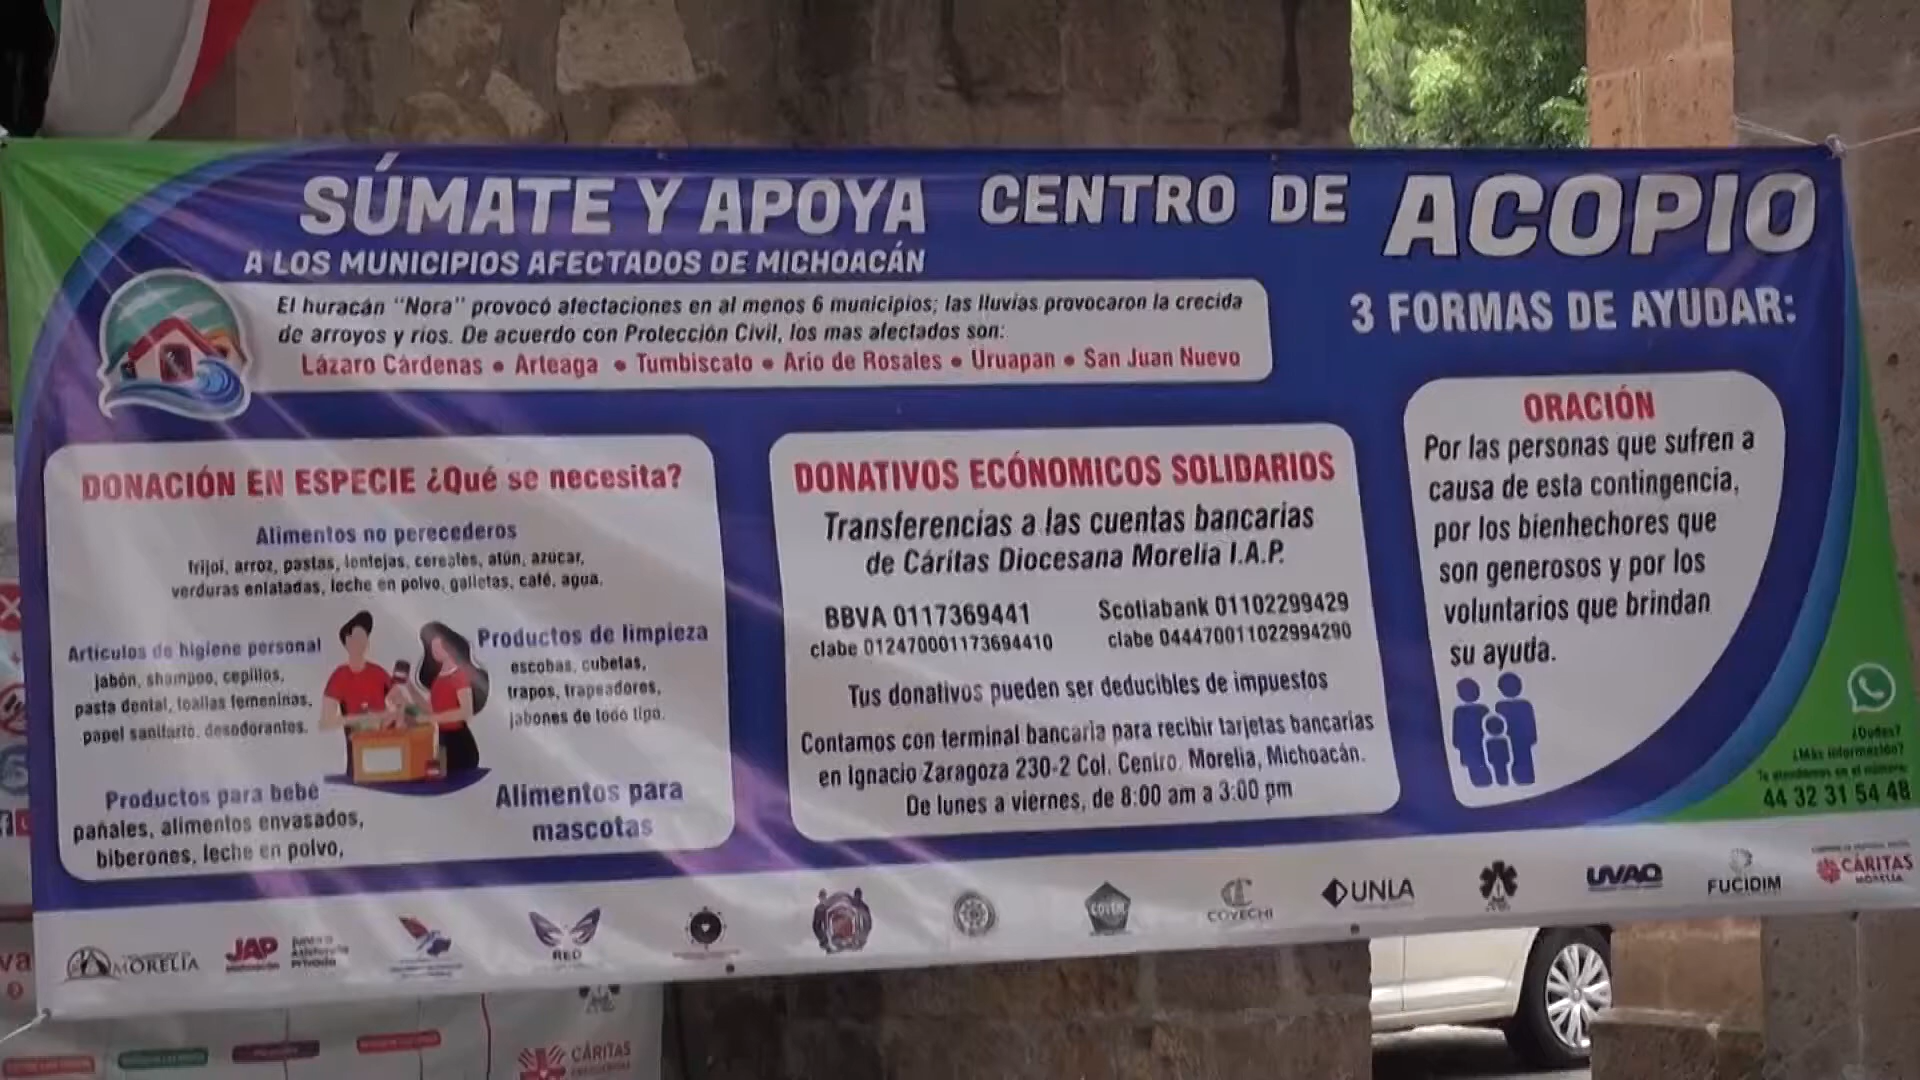 SÚMATE Y APOYA
A LOS MUNICIPIOS AFECTADOS DE MICHOACÁN
CENTRO DE ACOPIO
El huracán "Nora" provocó afectaciones en al menos 6 municipios; las lluvias provocaron la crecida
de arroyos y ríos. De acuerdo con Protección Civil, los mas afectados son:
Lázaro Cárdenas • Arteaga • Tumbiscato • Ario de Rosales • Uruapan • San Juan Nuevo
3 FORMAS DE AYUDAR:
DONACIÓN EN ESPECIE ¿Qué se necesita?
Alimentos no perecederos
frijol, arroz, pastas, lentejas, cereales, atún, azúcar,
verduras enlatadas, leche en polvo, galletas, café, agua.
Artículos de higiene personal
jabón, shampoo, cepillos,
pasta dental, toallas femeninas,
papel sanitario, desodorantes.
Productos de limpieza
escobas, cubetas,
trapos, trapeadores,
jabones de todo tipo.
Productos para bebé
pañales, alimentos envasados,
biberones, leche en polvo,
Alimentos para
mascotas
DONATIVOS ECÓNOMICOS SOLIDARIOS
Transferencias a las cuentas bancarias
de Cáritas Diocesana Morelia I.A.P.
BBVA 0117369441
clabe 012470001173694410
Scotiabank 01102299429
clabe 044470011022994290
Tus donativos pueden ser deducibles de impuestos
Contamos con terminal bancaria para recibir tarjetas bancarias
en Ignacio Zaragoza 230-2 Col. Centro, Morelia, Michoacán.
De lunes a viernes, de 8:00 am a 3:00 pm
ORACIÓN
Por las personas que sufren a
causa de esta contingencia,
por los bienhechores que
son generosos y por los
voluntarios que brindan
su ayuda.
¿Dudas?
¿Más información?
Te atendemos en el número:
44 32 31 54 48
MORELIA
JAP
Junta de
Asistencia
Privada
RED
COVEM
COVECHI
UNLA
UVAQ
FUCIDIM
CÁRITAS
MORELIA
CÁRITAS